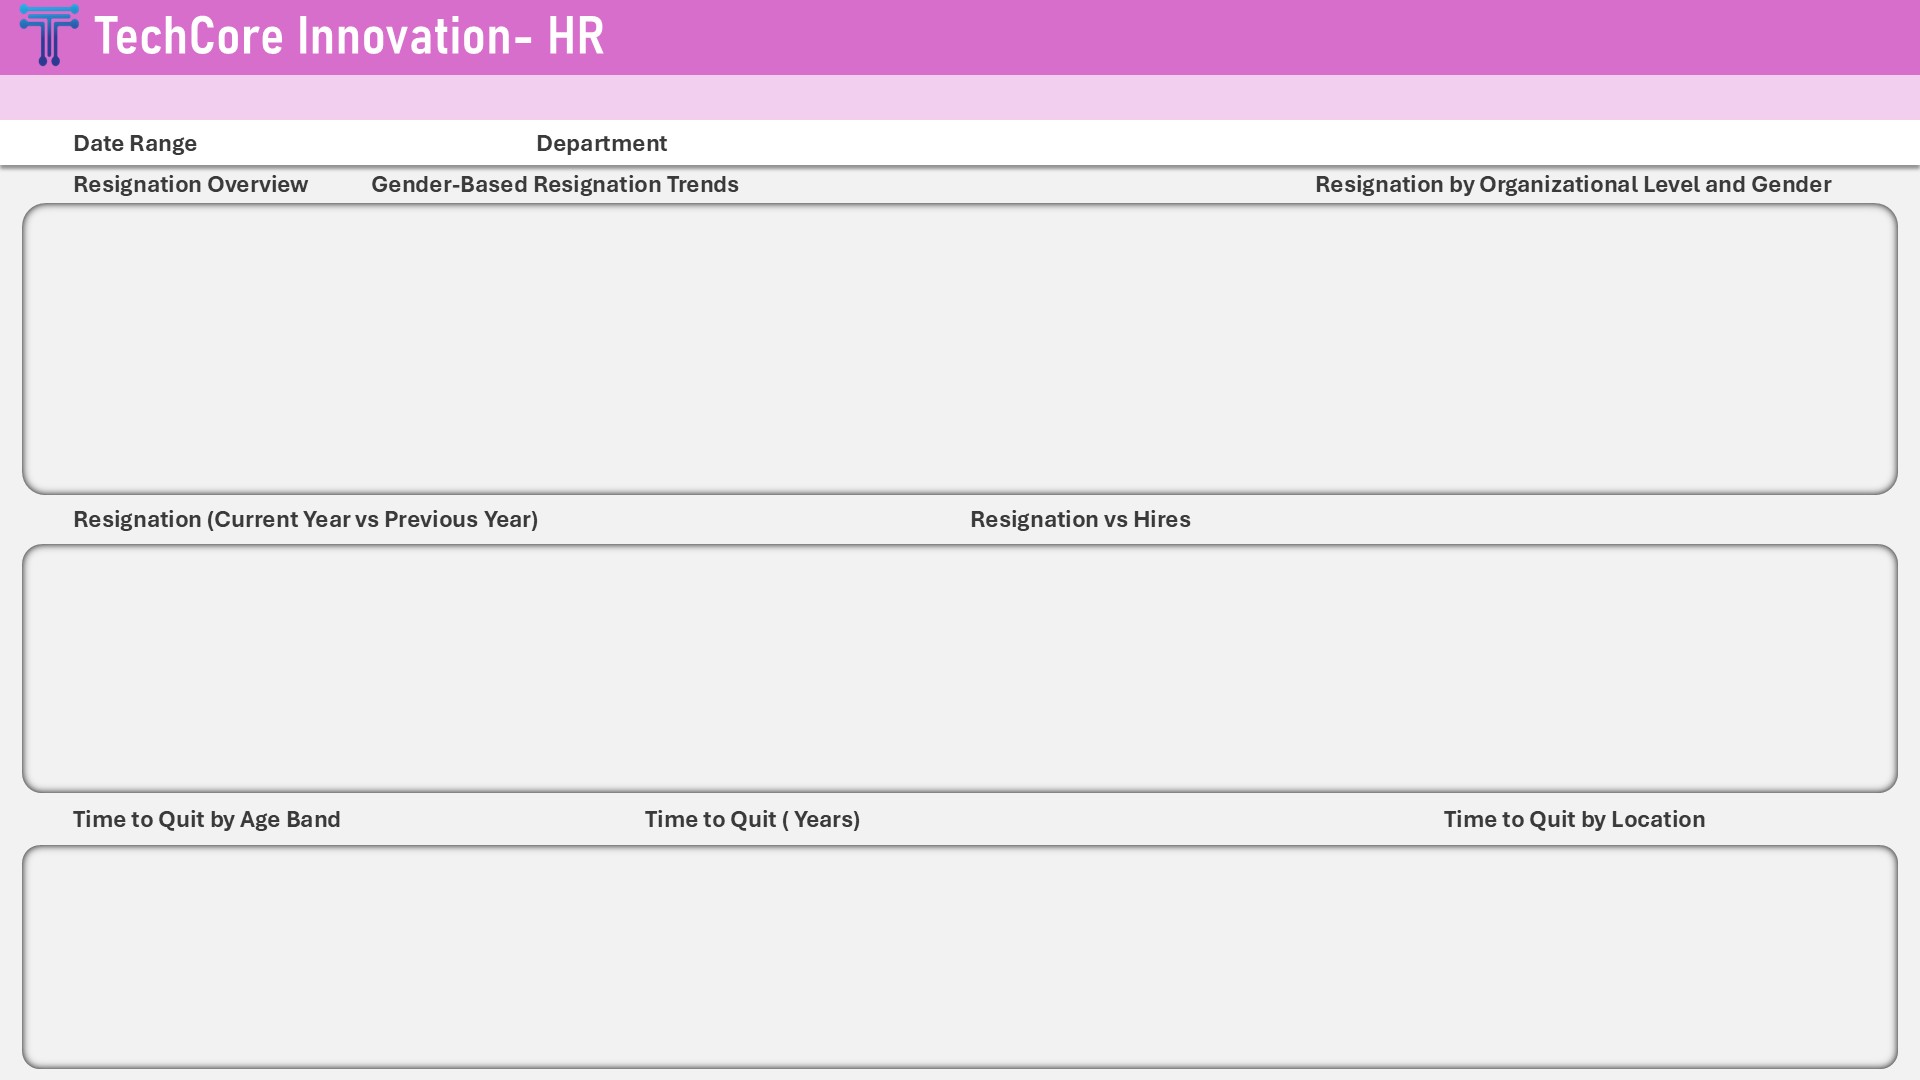 TechCore Innovation- HR
Date Range
Department
Resignation Overview
Gender-Based Resignation Trends
Resignation by Organizational Level and Gender
Resignation (Current Year vs Previous Year)
Resignation vs Hires
Time to Quit by Age Band
Time to Quit ( Years)
Time to Quit by Location